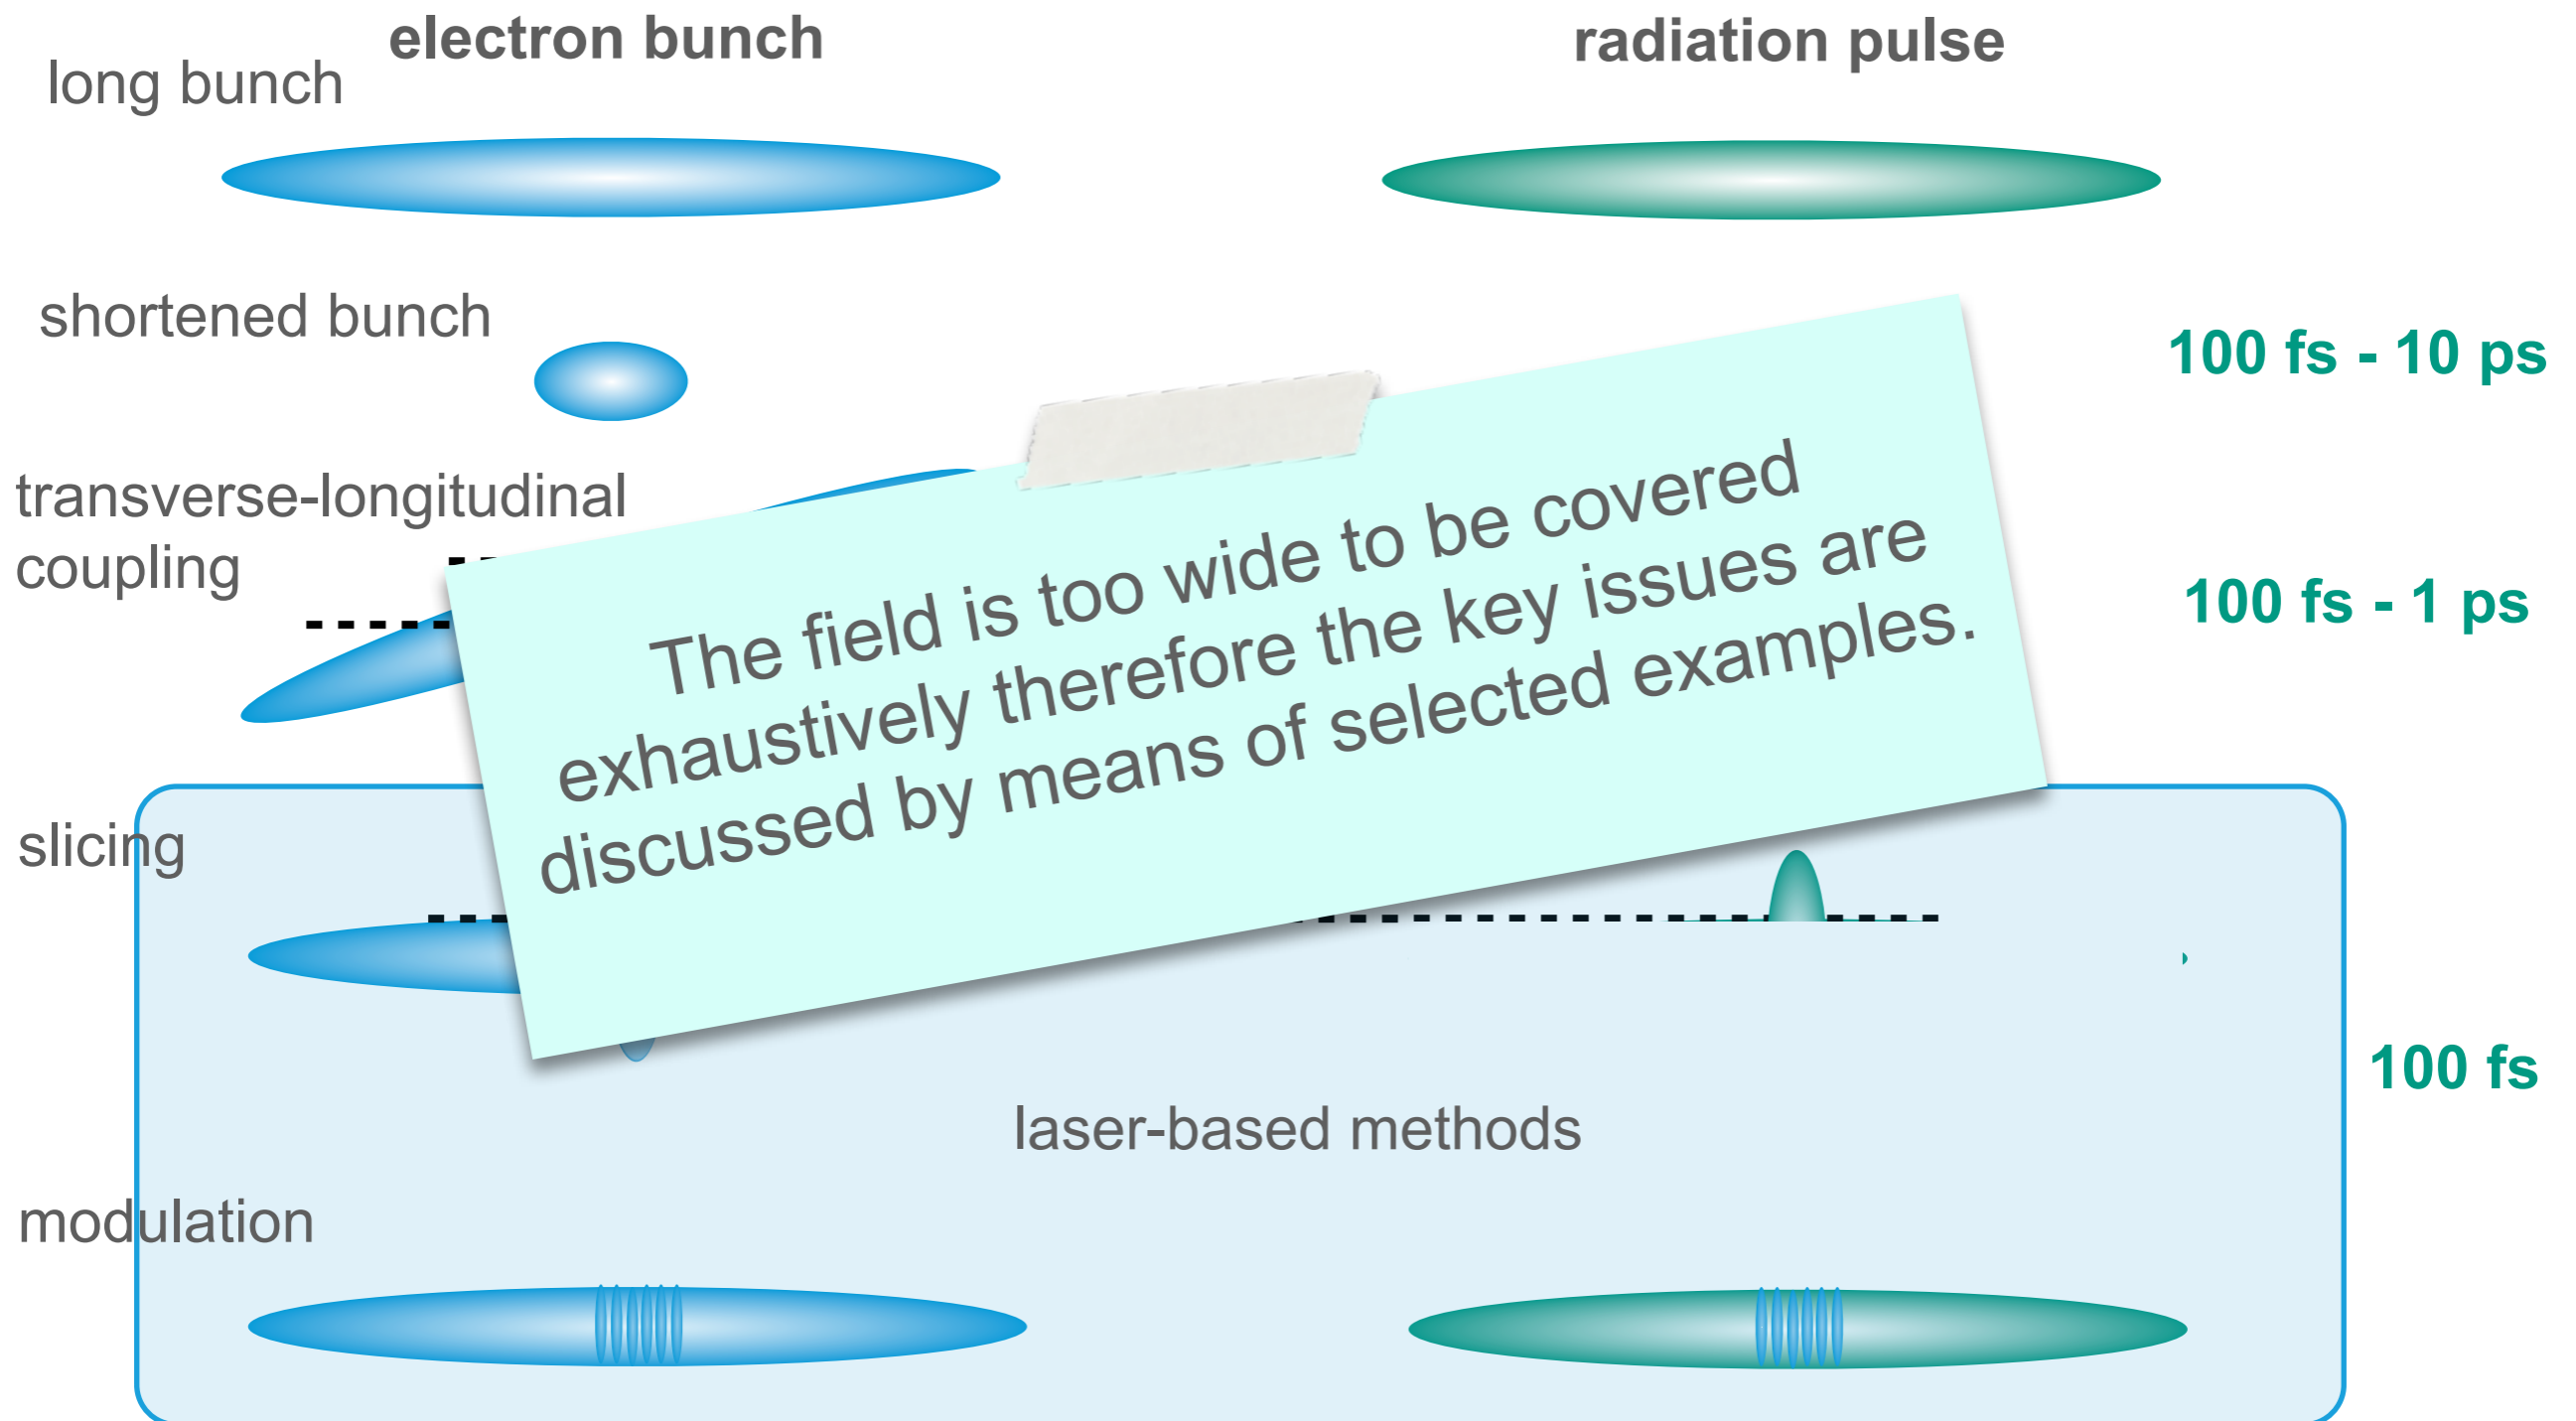 electron bunch
radiation pulse
long bunch
shortened bunch
100 fs - 10 ps
transverse-longitudinal
coupling
100 fs - 1 ps
The field is too wide to be covered
exhaustively therefore the key issues are
discussed by means of selected examples.
slicing
100 fs
laser-based methods
modulation